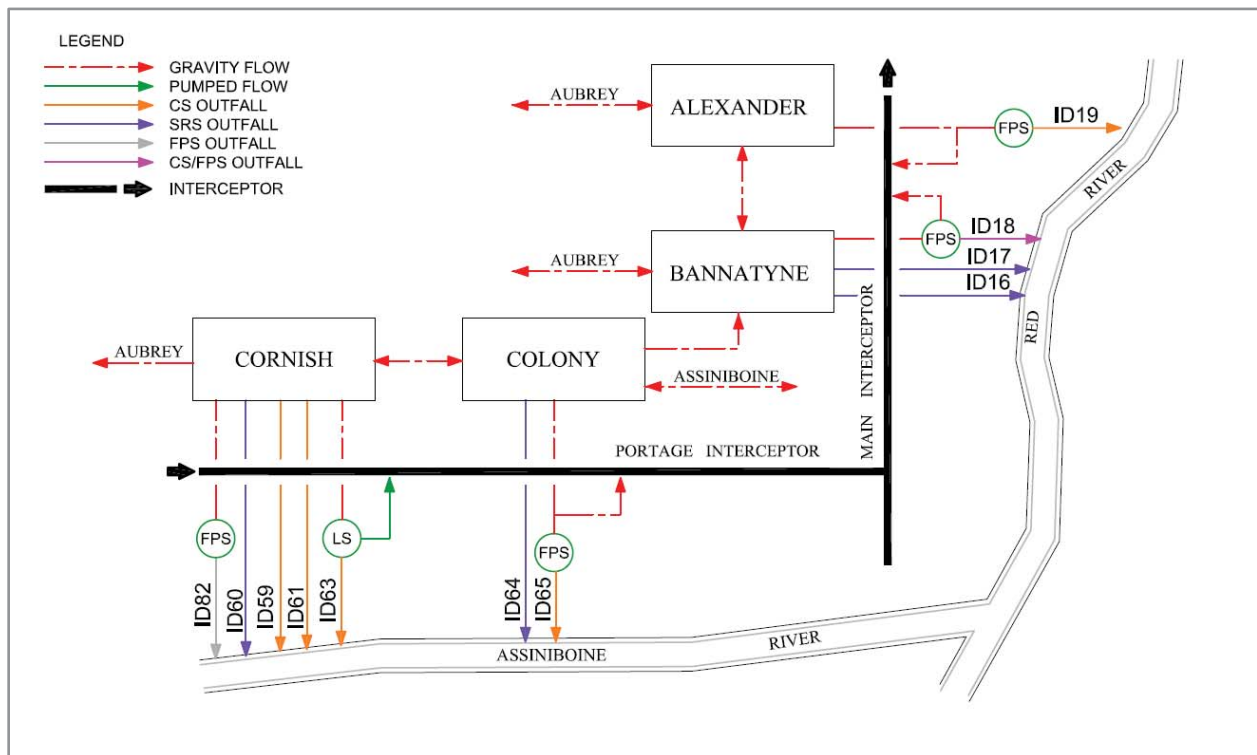 LEGEND
GRAVITY FLOW
PUMPED FLOW
CS OUTFALL
SRS OUTFALL
FPS OUTFALL
CS/FPS OUTFALL
INTERCEPTOR
AUBREY
ALEXANDER
FPS
ID19
RIVER
AUBREY
BANNATYNE
FPS
ID18
ID17
ID16
RED
MAIN INTERCEPTOR
AUBREY
CORNISH
COLONY
ASSINIBOINE
PORTAGE INTERCEPTOR
FPS
LS
FPS
ID82
ID60
ID59
ID61
ID63
ID64
ID65
ASSINIBOINE
RIVER